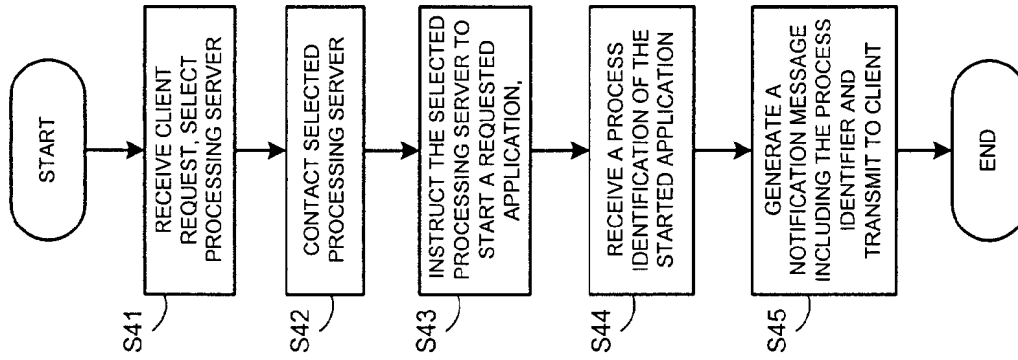 START
S41
RECEIVE CLIENT
REQUEST, SELECT
PROCESSING SERVER
S42
CONTACT SELECTED
PROCESSING SERVER
S43
INSTRUCT THE SELECTED
PROCESSING SERVER TO
START A REQUESTED
APPLICATION,
S44
RECEIVE A PROCESS
IDENTIFICATION OF THE
STARTED APPLICATION
S45
GENERATE A
NOTIFICATION MESSAGE
INCLUDING THE PROCESS
IDENTIFIER AND
TRANSMIT TO CLIENT
END